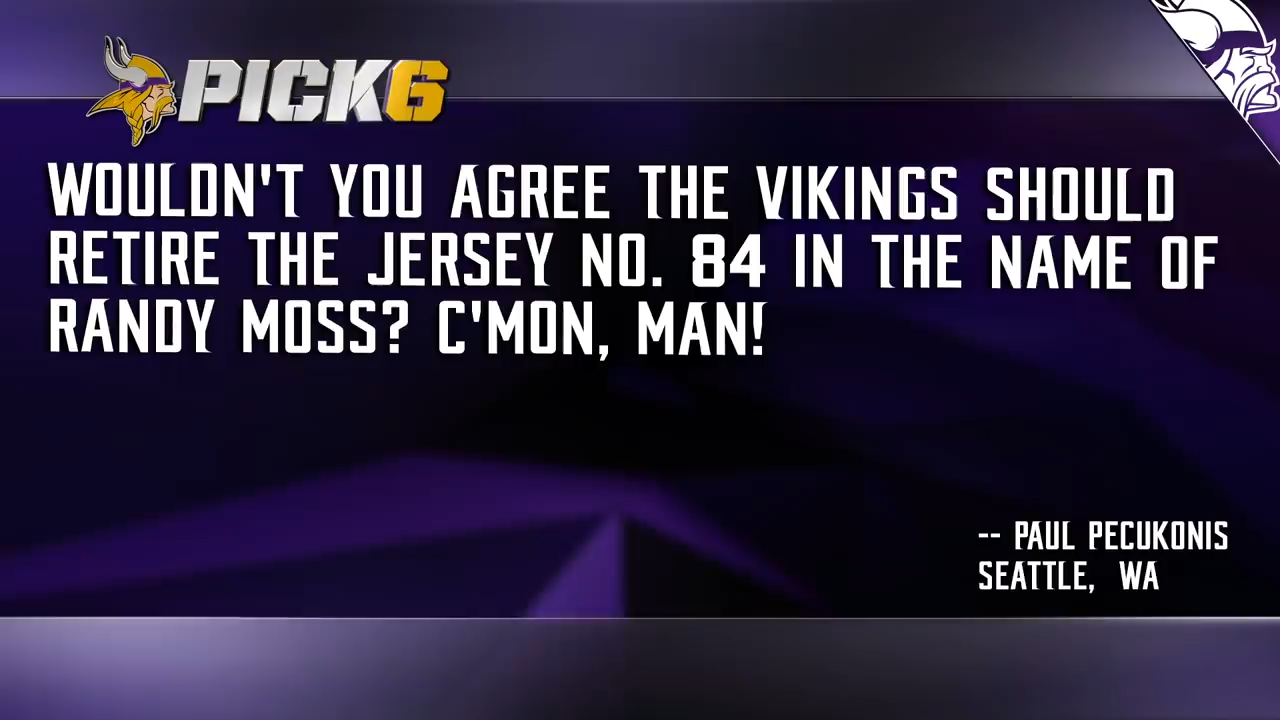 PICK6
WOULDN'T YOU AGREE THE VIKINGS SHOULD
RETIRE THE JERSEY NO. 84 IN THE NAME OF
RANDY MOSS? C'MON, MAN!
-- PAUL PECUKONIS
SEATTLE, WA